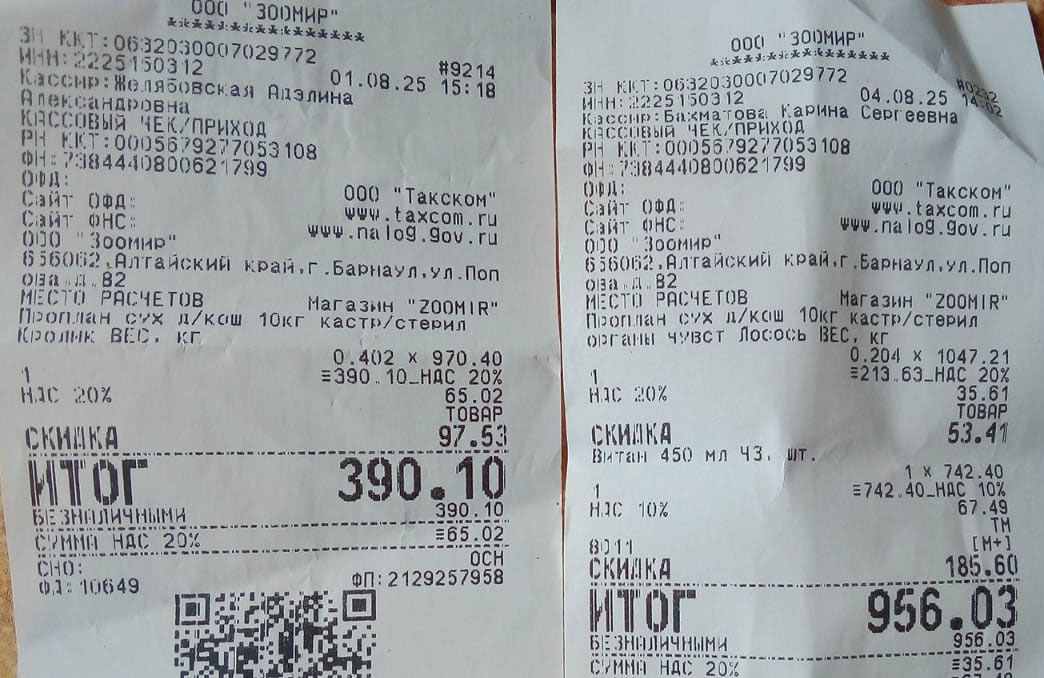 ООО "ЗООМИР"
********************
ЗН ККТ:0632030007029772
ИНН:2225150312 #9214
01.08.25 15:18
Кассир:Желябовская Аделина
Александровна
КАССОВЫЙ ЧЕК/ПРИХОД
РН ККТ:0005679277053108
ФН:7384440800621799
ОФД: ООО "Такском"
Сайт ОФД: www.taxcom.ru
Сайт ФНС: www.nalog.gov.ru
ООО "Зоомир"
656062,Алтайский край,г.Барнаул,ул.Поп
ова,д.82
МЕСТО РАСЧЕТОВ Магазин "ZOOMIR"
Проплан сух д/кош 10кг кастр/стерил
Кролик ВЕС, кг
0.402 × 970.40
1 ≡390.10_НДС 20%
НДС 20% 65.02
ТОВАР
СКИДКА 97.53
ИТОГ 390.10
БЕЗНАЛИЧНЫМИ 390.10
СУММА НДС 20% ≡65.02
СНО: ОСН
ФД:10649 ФП:2129257958
ООО "ЗООМИР"
********************
ЗН ККТ:0632030007029772
ИНН:2225150312 #0232
04.08.25 14:02
Кассир:Бахматова Карина Сергеевна
КАССОВЫЙ ЧЕК/ПРИХОД
РН ККТ:0005679277053108
ФН:7384440800621799
ОФД: ООО "Такском"
Сайт ОФД: www.taxcom.ru
Сайт ФНС: www.nalog.gov.ru
ООО "Зоомир"
656062,Алтайский край,г.Барнаул,ул.Поп
ова,д.82
МЕСТО РАСЧЕТОВ Магазин "ZOOMIR"
Проплан сух д/кош 10кг кастр/стерил
органы чувст Лосось ВЕС, кг
0.204 × 1047.21
1 ≡213.63_НДС 20%
НДС 20% 35.61
ТОВАР
СКИДКА 53.41
Витан 450 мл ЧЗ, шт.
1 × 742.40
1 ≡742.40_НДС 10%
НДС 10% 67.49
ТМ
8011 [М+]
СКИДКА 185.60
ИТОГ 956.03
БЕЗНАЛИЧНЫМИ 956.03
СУММА НДС 20% ≡35.61